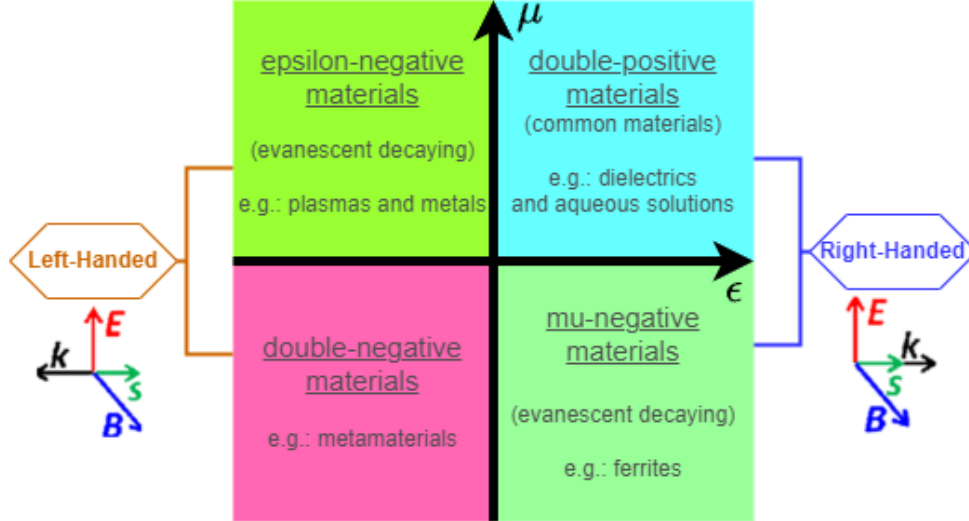 μ
epsilon-negative
materials
(evanescent decaying)
e.g.: plasmas and metals
double-positive
materials
(common materials)
e.g.: dielectrics
and aqueous solutions
Left-Handed
Right-Handed
ϵ
E
k
s
B
double-negative
materials
e.g.: metamaterials
mu-negative
materials
(evanescent decaying)
e.g.: ferrites
E
k
s
B